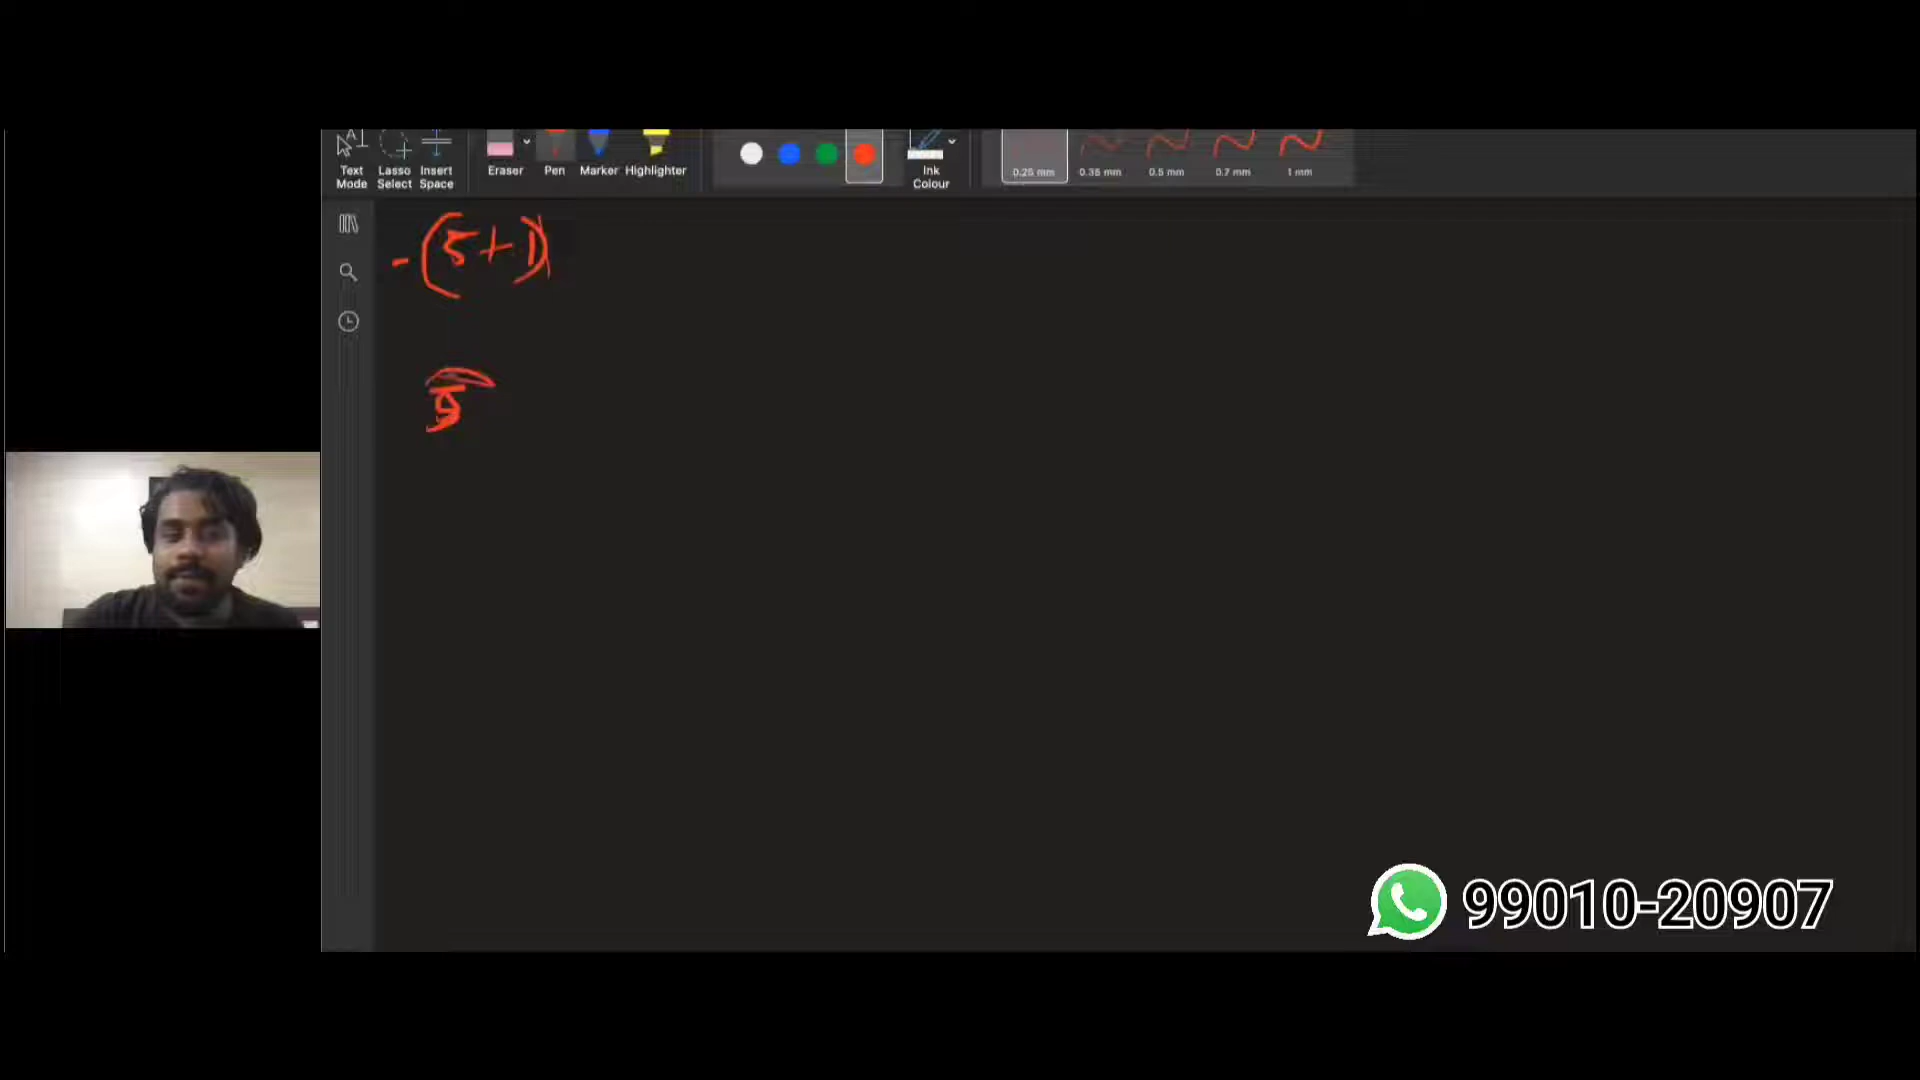 Text Mode
Lasso Select
Insert Space
Eraser
Pen
Marker
Highlighter
Ink Colour
0.25 mm
0.35 mm
0.5 mm
0.7 mm
1 mm
-(5+1)
99010-20907